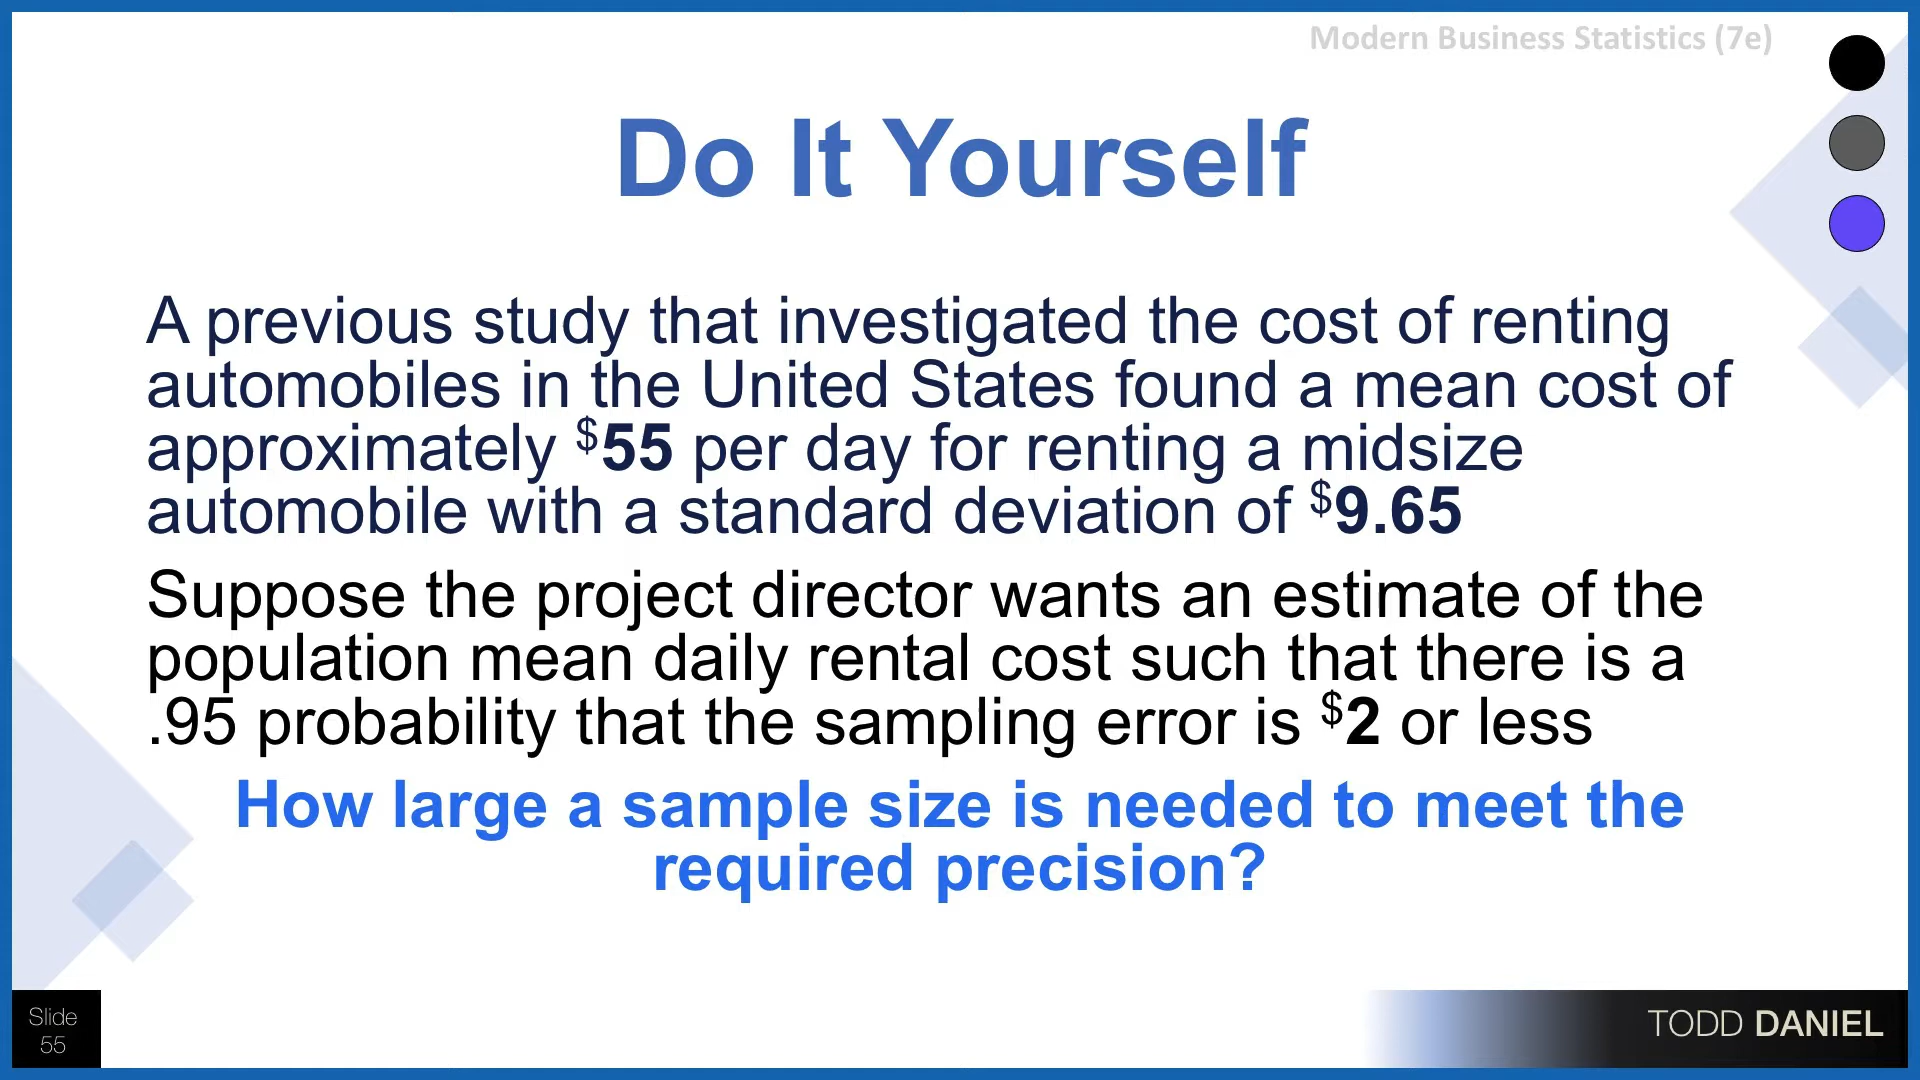 Modern Business Statistics (7e)
Do It Yourself
A previous study that investigated the cost of renting
automobiles in the United States found a mean cost of
approximately $55 per day for renting a midsize
automobile with a standard deviation of $9.65
Suppose the project director wants an estimate of the
population mean daily rental cost such that there is a
.95 probability that the sampling error is $2 or less
How large a sample size is needed to meet the
required precision?
Slide
55
TODD DANIEL